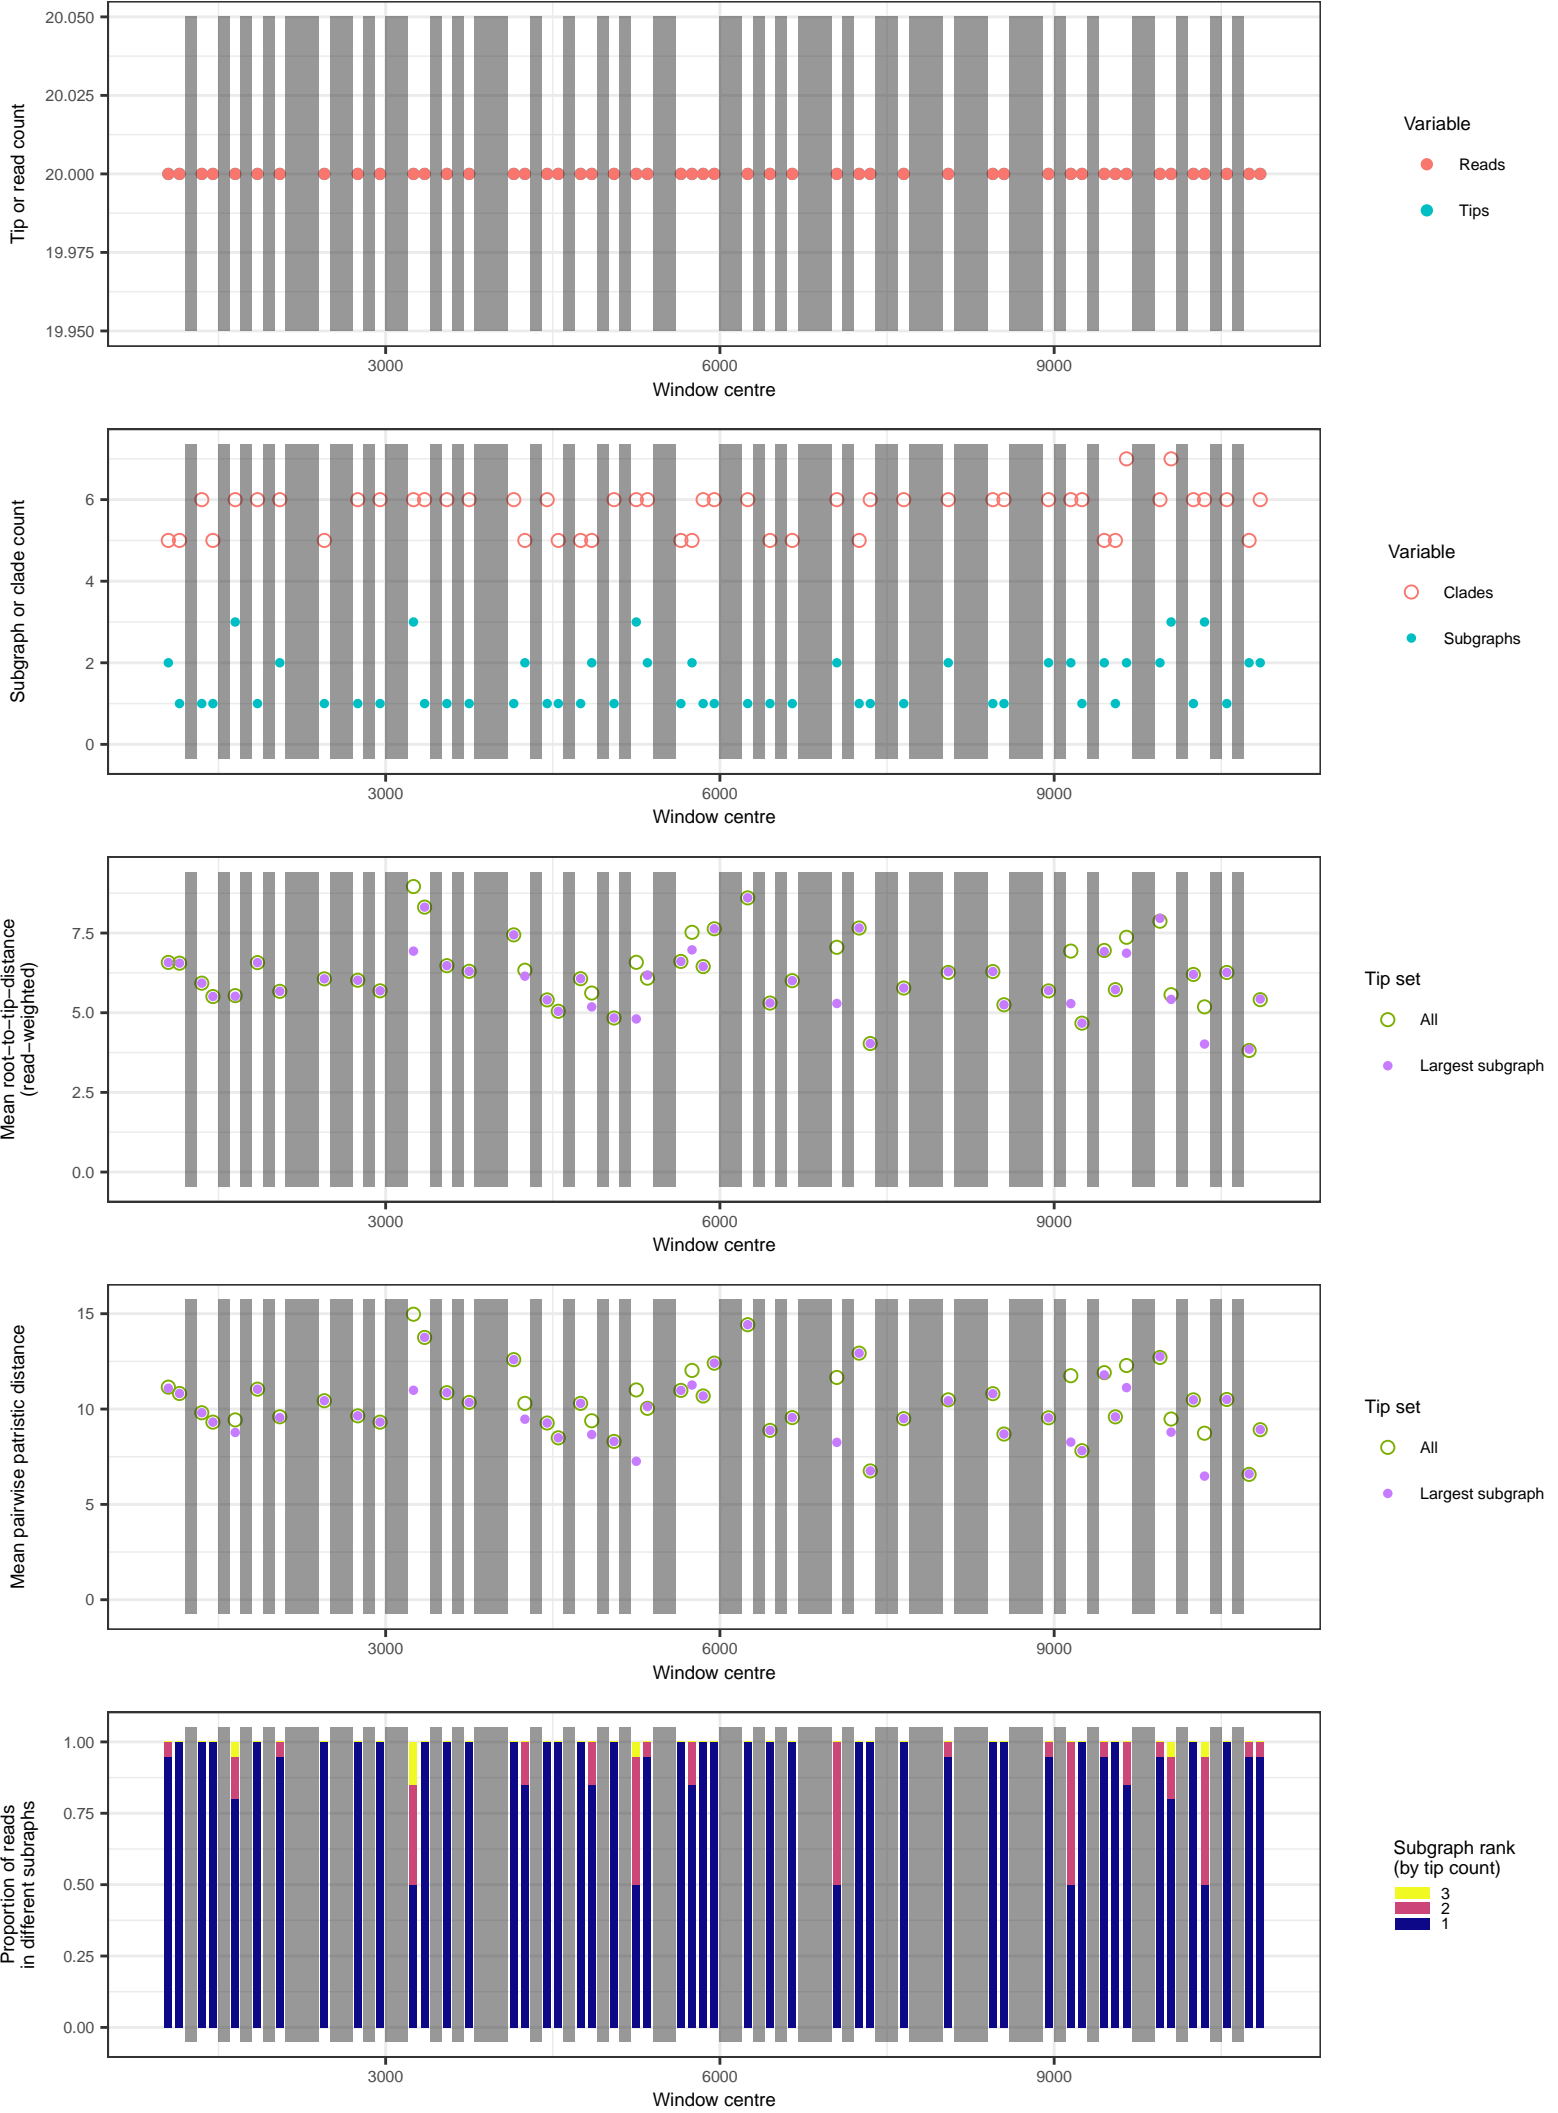 20.050
20.025
20.000
19.975
19.950
Tip or read count
3000
6000
9000
Window centre
Variable
Reads
Tips
6
4
2
0
Subgraph or clade count
3000
6000
9000
Window centre
Variable
Clades
Subgraphs
7.5
5.0
2.5
0.0
Mean root−to−tip−distance
(read−weighted)
3000
6000
9000
Window centre
Tip set
All
Largest subgraph
15
10
5
0
Mean pairwise patristic distance
3000
6000
9000
Window centre
Tip set
All
Largest subgraph
1.00
0.75
0.50
0.25
0.00
Proportion of reads
in different subraphs
3000
6000
9000
Window centre
Subgraph rank
(by tip count)
3
2
1